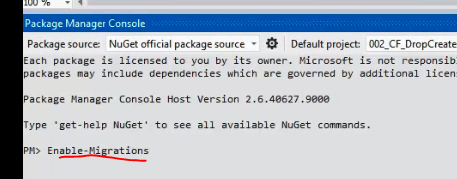 100 %
Package Manager Console
Package source: NuGet official package source Default project: 002_CF_DropCreate
Each package is licensed to you by its owner. Microsoft is not responsib
packages may include dependencies which are governed by additional licen
Package Manager Console Host Version 2.6.40627.9000
Type 'get-help NuGet' to see all available NuGet commands.
PM> Enable-Migrations